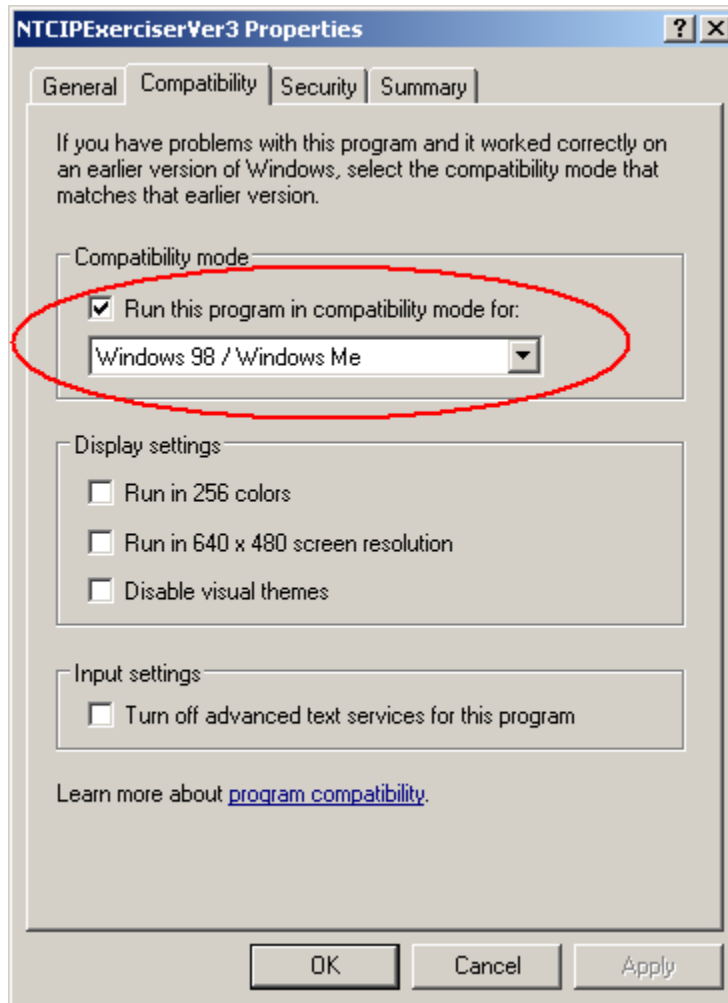 NTCIPExerciserVer3 Properties
General Compatibility Security Summary
If you have problems with this program and it worked correctly on
an earlier version of Windows, select the compatibility mode that
matches that earlier version.
Compatibility mode
Run this program in compatibility mode for:
Windows 98 / Windows Me
Display settings
Run in 256 colors
Run in 640 x 480 screen resolution
Disable visual themes
Input settings
Turn off advanced text services for this program
Learn more about program compatibility.
OK Cancel Apply